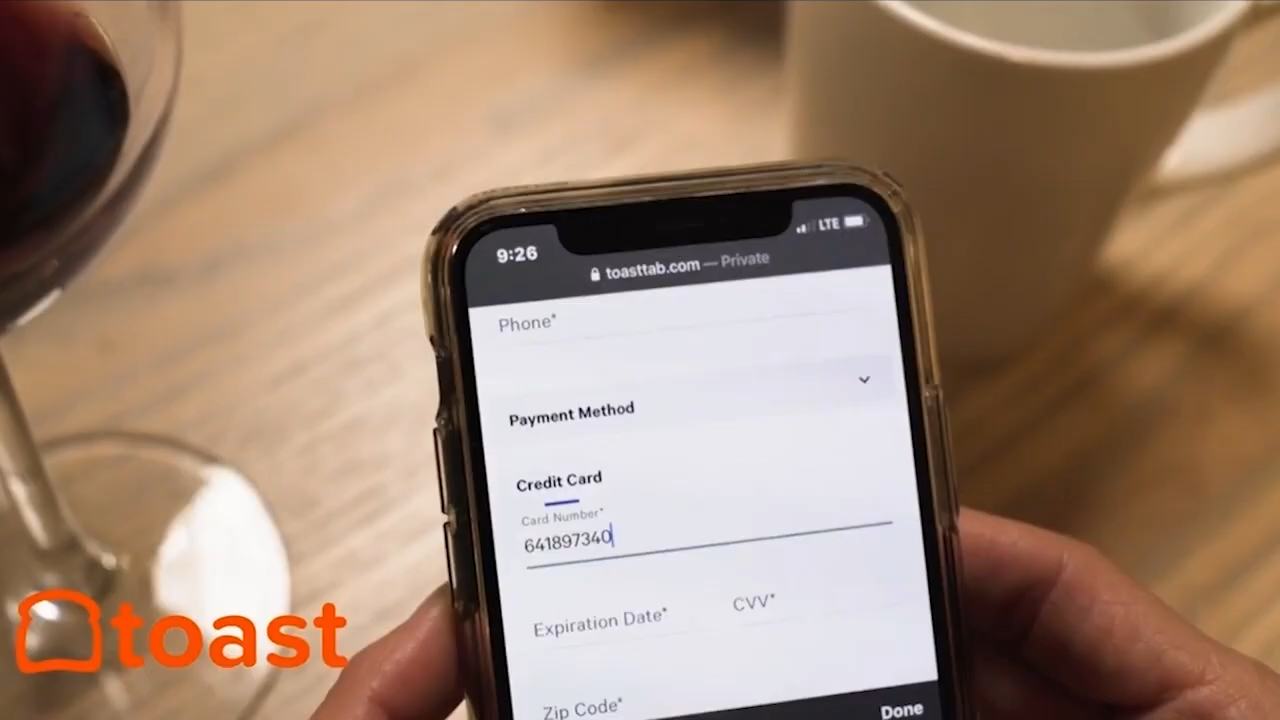 9:26
LTE
toasttab.com — Private
Phone*
Payment Method
Credit Card
Card Number*
641897340
Expiration Date*
CVV*
Zip Code*
Done
toast